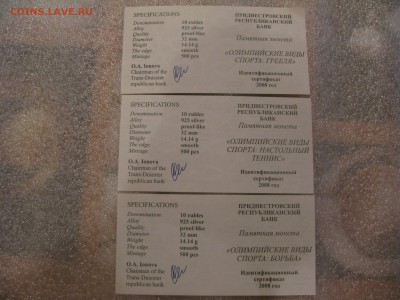 COINS.LAVE.RU
SPECIFICATIONS
Denomination 10 rubles
Alloy 925 silver
Quality proof-like
Diameter 32 mm
Weight 14.14 g
The edge smooth
Mintage 500 pcs
O.A. Ionova
Chairman of the
Trans-Dniester
republican bank
ПРИДНЕСТРОВСКИЙ
РЕСПУБЛИКАНСКИЙ
БАНК
Памятная монета
«ОЛИМПИЙСКИЕ ВИДЫ
СПОРТА: ГРЕБЛЯ»
Идентификационный
сертификат
2008 год
SPECIFICATIONS
Denomination 10 rubles
Alloy 925 silver
Quality proof-like
Diameter 32 mm
Weight 14.14 g
The edge smooth
Mintage 500 pcs
O.A. Ionova
Chairman of the
Trans-Dniester
republican bank
ПРИДНЕСТРОВСКИЙ
РЕСПУБЛИКАНСКИЙ
БАНК
Памятная монета
«ОЛИМПИЙСКИЕ ВИДЫ
СПОРТА: НАСТОЛЬНЫЙ
ТЕННИС»
Идентификационный
сертификат
2008 год
SPECIFICATIONS
Denomination 10 rubles
Alloy 925 silver
Quality proof-like
Diameter 32 mm
Weight 14.14 g
The edge smooth
Mintage 500 pcs
O.A. Ionova
Chairman of the
Trans-Dniester
republican bank
ПРИДНЕСТРОВСКИЙ
РЕСПУБЛИКАНСКИЙ
БАНК
Памятная монета
«ОЛИМПИЙСКИЕ ВИДЫ
СПОРТА: БОРЬБА»
Идентификационный
сертификат
2008 год